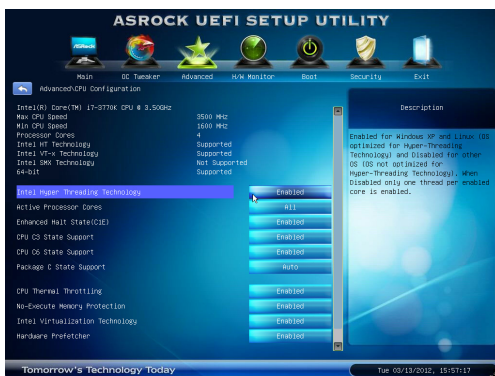 ASROCK UEFI SETUP UTILITY
ASRock
Main OC Tweaker Advanced H/W Monitor Boot Security Exit
Advanced\CPU Configuration
Intel(R) Core(TM) i7-3770K CPU @ 3.50GHz
Max CPU Speed 3500 MHz
Min CPU Speed 1600 MHz
Processor Cores 4
Intel HT Technology Supported
Intel VT-x Technology Supported
Intel SMX Technology Not Supported
64-bit Supported
Intel Hyper Threading Technology Enabled
Active Processor Cores All
Enhanced Halt State(C1E) Enabled
CPU C3 State Support Enabled
CPU C6 State Support Enabled
Package C State Support Auto
CPU Thermal Throttling Enabled
No-Execute Memory Protection Enabled
Intel Virtualization Technology Enabled
Hardware Prefetcher Enabled
Description
Enabled for Windows XP and Linux (OS
optimized for Hyper-Threading
Technology) and Disabled for other
OS (OS not optimized for
Hyper-Threading Technology). When
Disabled only one thread per enabled
core is enabled.
Tomorrow's Technology Today
Tue 03/13/2012, 15:57:17